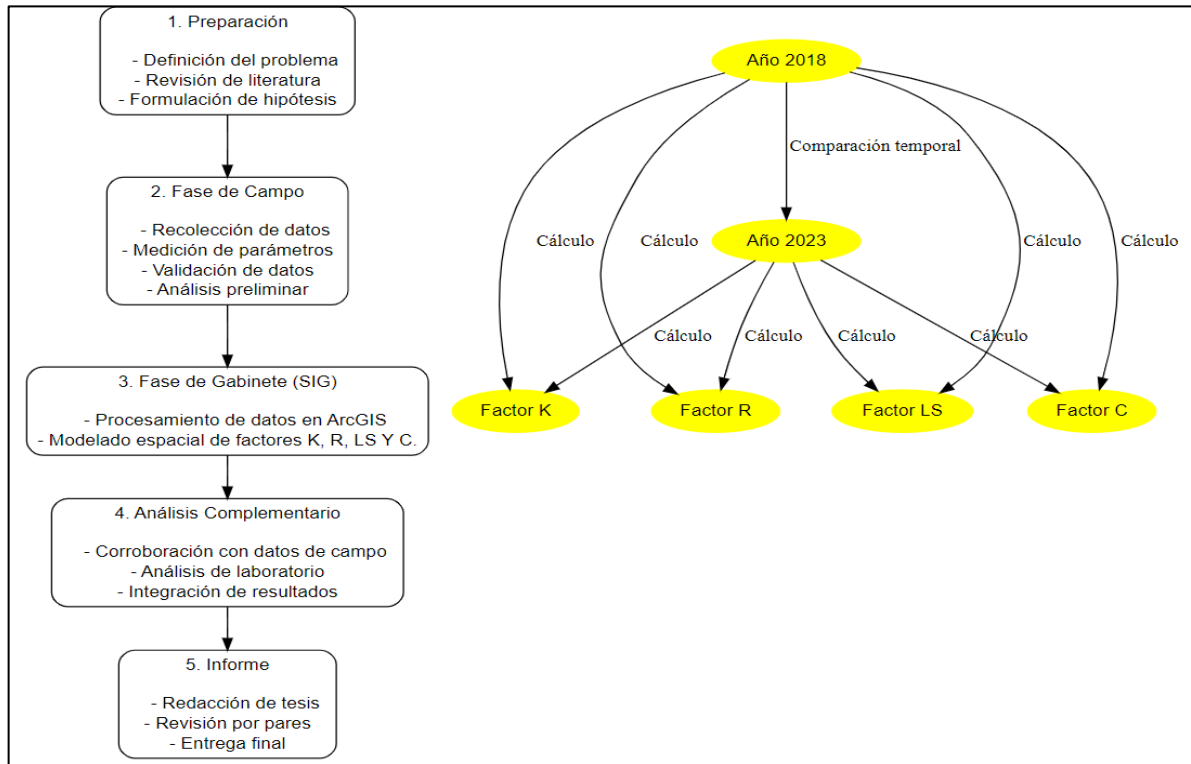 1. Preparación
- Definición del problema
- Revisión de literatura
- Formulación de hipótesis
2. Fase de Campo
- Recolección de datos
- Medición de parámetros
- Validación de datos
- Análisis preliminar
3. Fase de Gabinete (SIG)
- Procesamiento de datos en ArcGIS
- Modelado espacial de factores K, R, LS Y C.
4. Análisis Complementario
- Corroboración con datos de campo
- Análisis de laboratorio
- Integración de resultados
5. Informe
- Redacción de tesis
- Revisión por pares
- Entrega final
Año 2018
Comparación temporal
Año 2023
Cálculo
Cálculo
Cálculo
Cálculo
Cálculo
Cálculo
Cálculo
Cálculo
Factor K
Factor R
Factor LS
Factor C